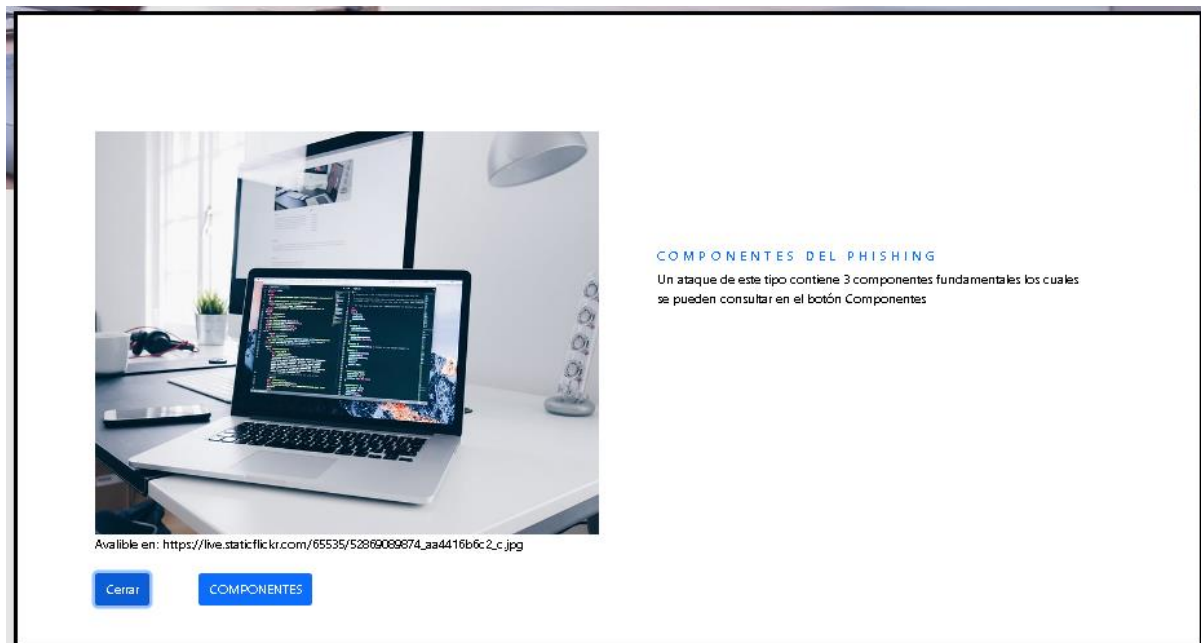 COMPONENTES DEL PHISHING
Un ataque de este tipo contiene 3 componentes fundamentales los cuales
se pueden consultar en el botón Componentes
Avalible en: https://live.staticflickr.com/65535/52869089874_aa4416b6c2_c.jpg
Cerrar
COMPONENTES